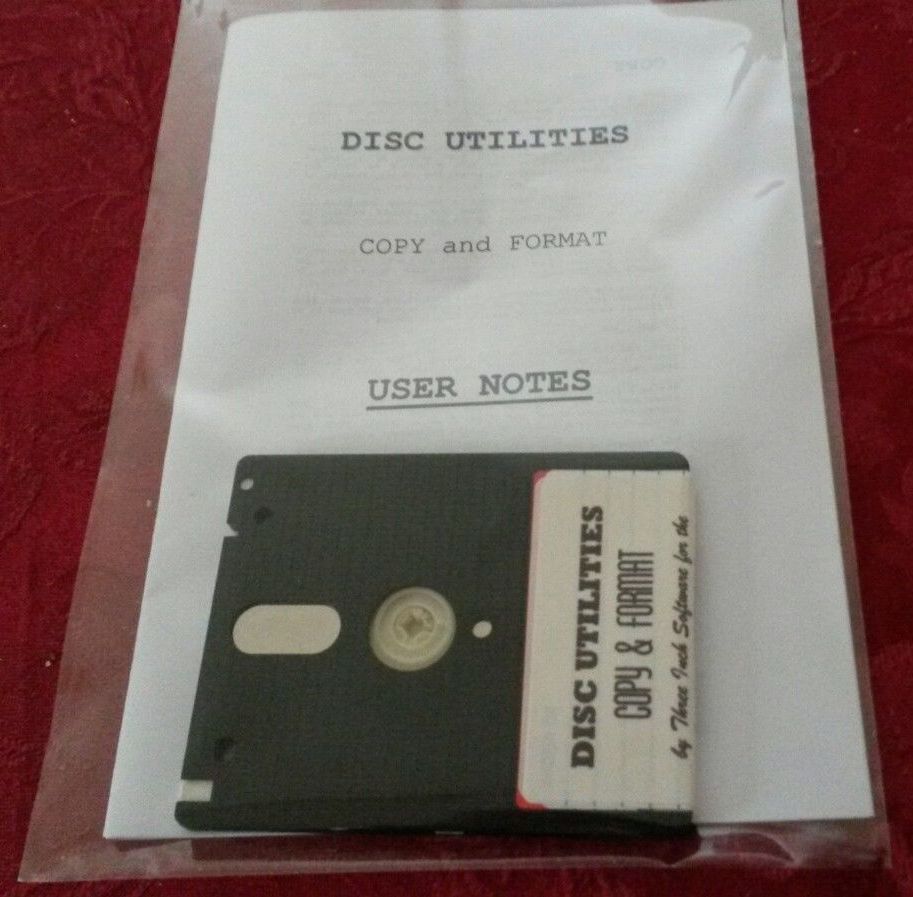 DISC UTILITIES
COPY and FORMAT
USER NOTES
DISC UTILITIES
COPY & FORMAT
by Three Inch Software for the